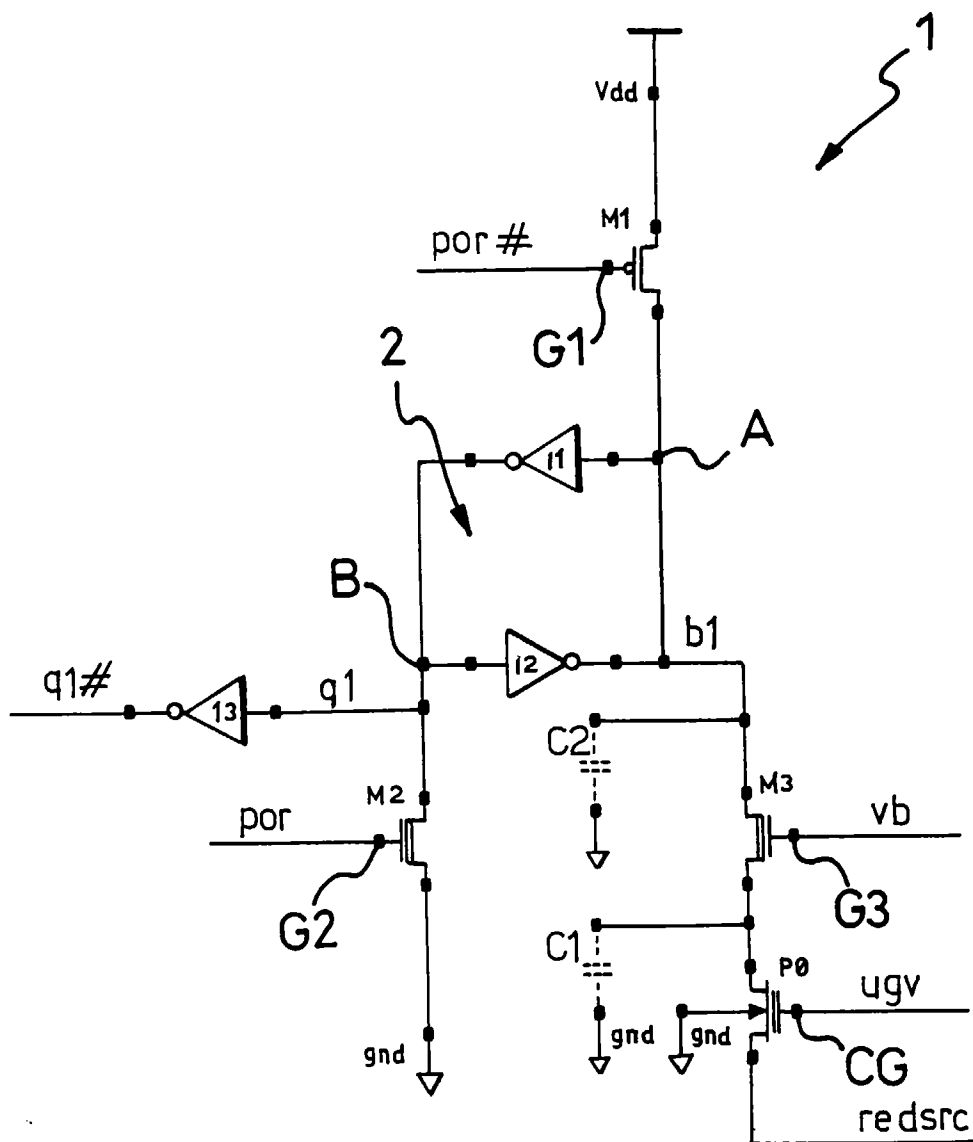 1
Vdd
M1
por #
G1
2
A
I1
B
b1
I2
q1#
q1
I3
C2
M3
M2
vb
por
G2
G3
C1
P0
ugv
gnd
gnd
gnd
CG
redsrc